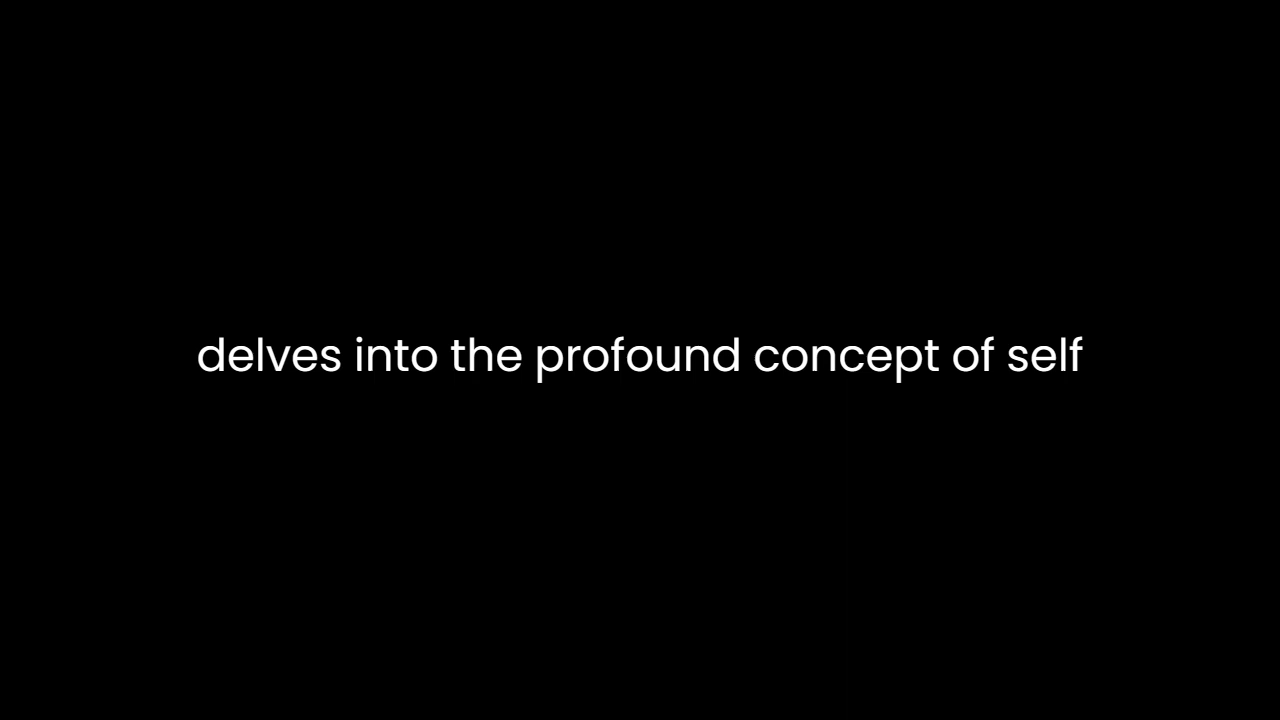 delves into the profound concept of self